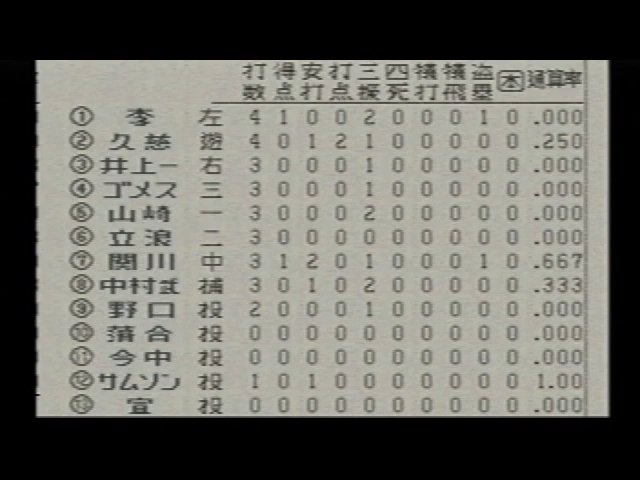 打数 得点 安打 打点 三振 四死 犠打 犠飛 盗塁 本 通算率
① 李 左 4 1 0 0 2 0 0 0 1 0 .000
② 久慈 遊 4 0 1 2 1 0 0 0 0 0 .250
③ 井上一 右 3 0 0 0 1 0 0 0 0 0 .000
④ ゴメス 三 3 0 0 0 1 0 0 0 0 0 .000
⑤ 山崎 一 3 0 0 0 2 0 0 0 0 0 .000
⑥ 立浪 二 3 0 0 0 0 0 0 0 0 0 .000
⑦ 関川 中 3 1 2 0 1 0 0 0 1 0 .667
⑧ 中村武 捕 3 0 1 0 2 0 0 0 0 0 .333
⑨ 野口 投 2 0 0 0 1 0 0 0 0 0 .000
⑩ 落合 投 0 0 0 0 0 0 0 0 0 0 .000
⑪ 今中 投 0 0 0 0 0 0 0 0 0 0 .000
⑫ サムソン 投 1 0 1 0 0 0 0 0 0 0 1.00
⑬ 宣 投 0 0 0 0 0 0 0 0 0 0 .000